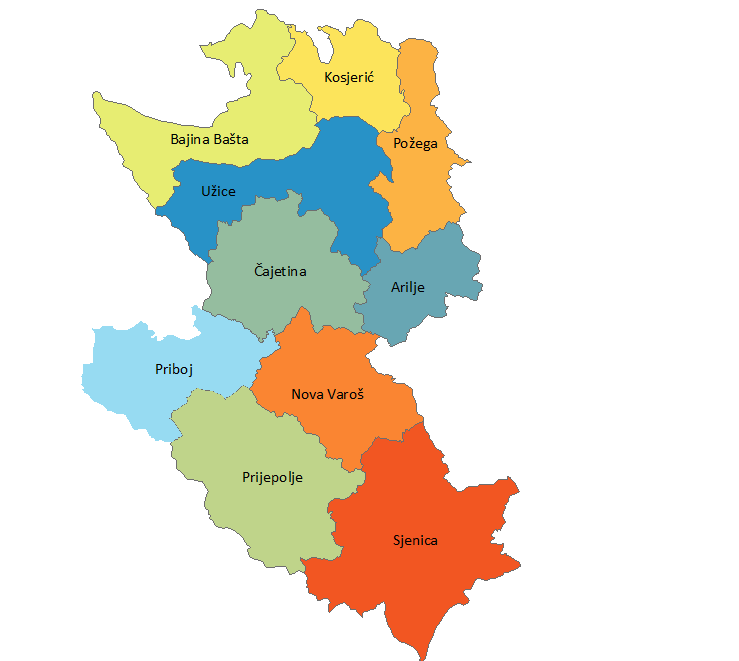 Kosjerić
Bajina Bašta
Požega
Užice
Čajetina
Arilje
Priboj
Nova Varoš
Prijepolje
Sjenica